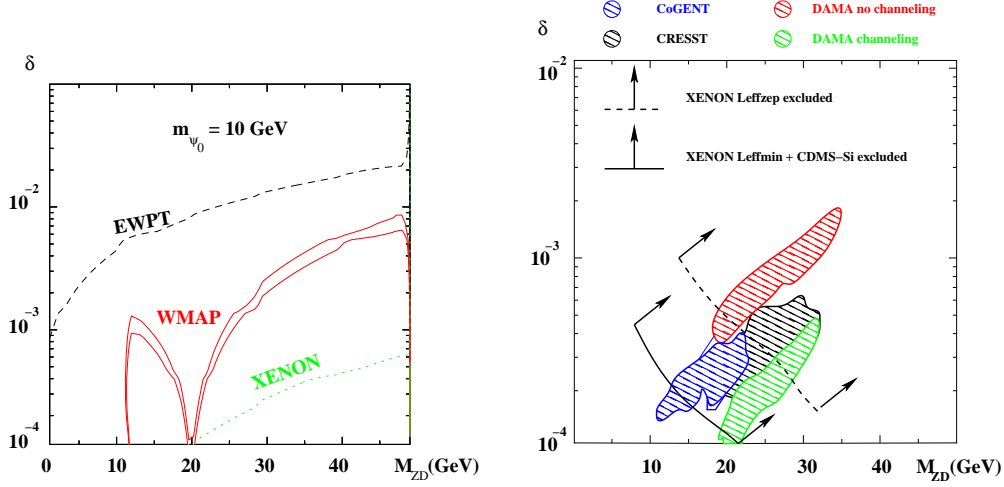 δ
m_ψ₀ = 10 GeV
EWPT
WMAP
XENON
10⁻²
10⁻³
10⁻⁴
0 10 20 30 40 M_ZD(GeV)
CoGENT DAMA no channeling
CRESST DAMA channeling
δ
10⁻²
XENON Leffzep excluded
XENON Leffmin + CDMS−Si excluded
10⁻³
10⁻⁴
10 20 30 40 M_ZD(GeV)